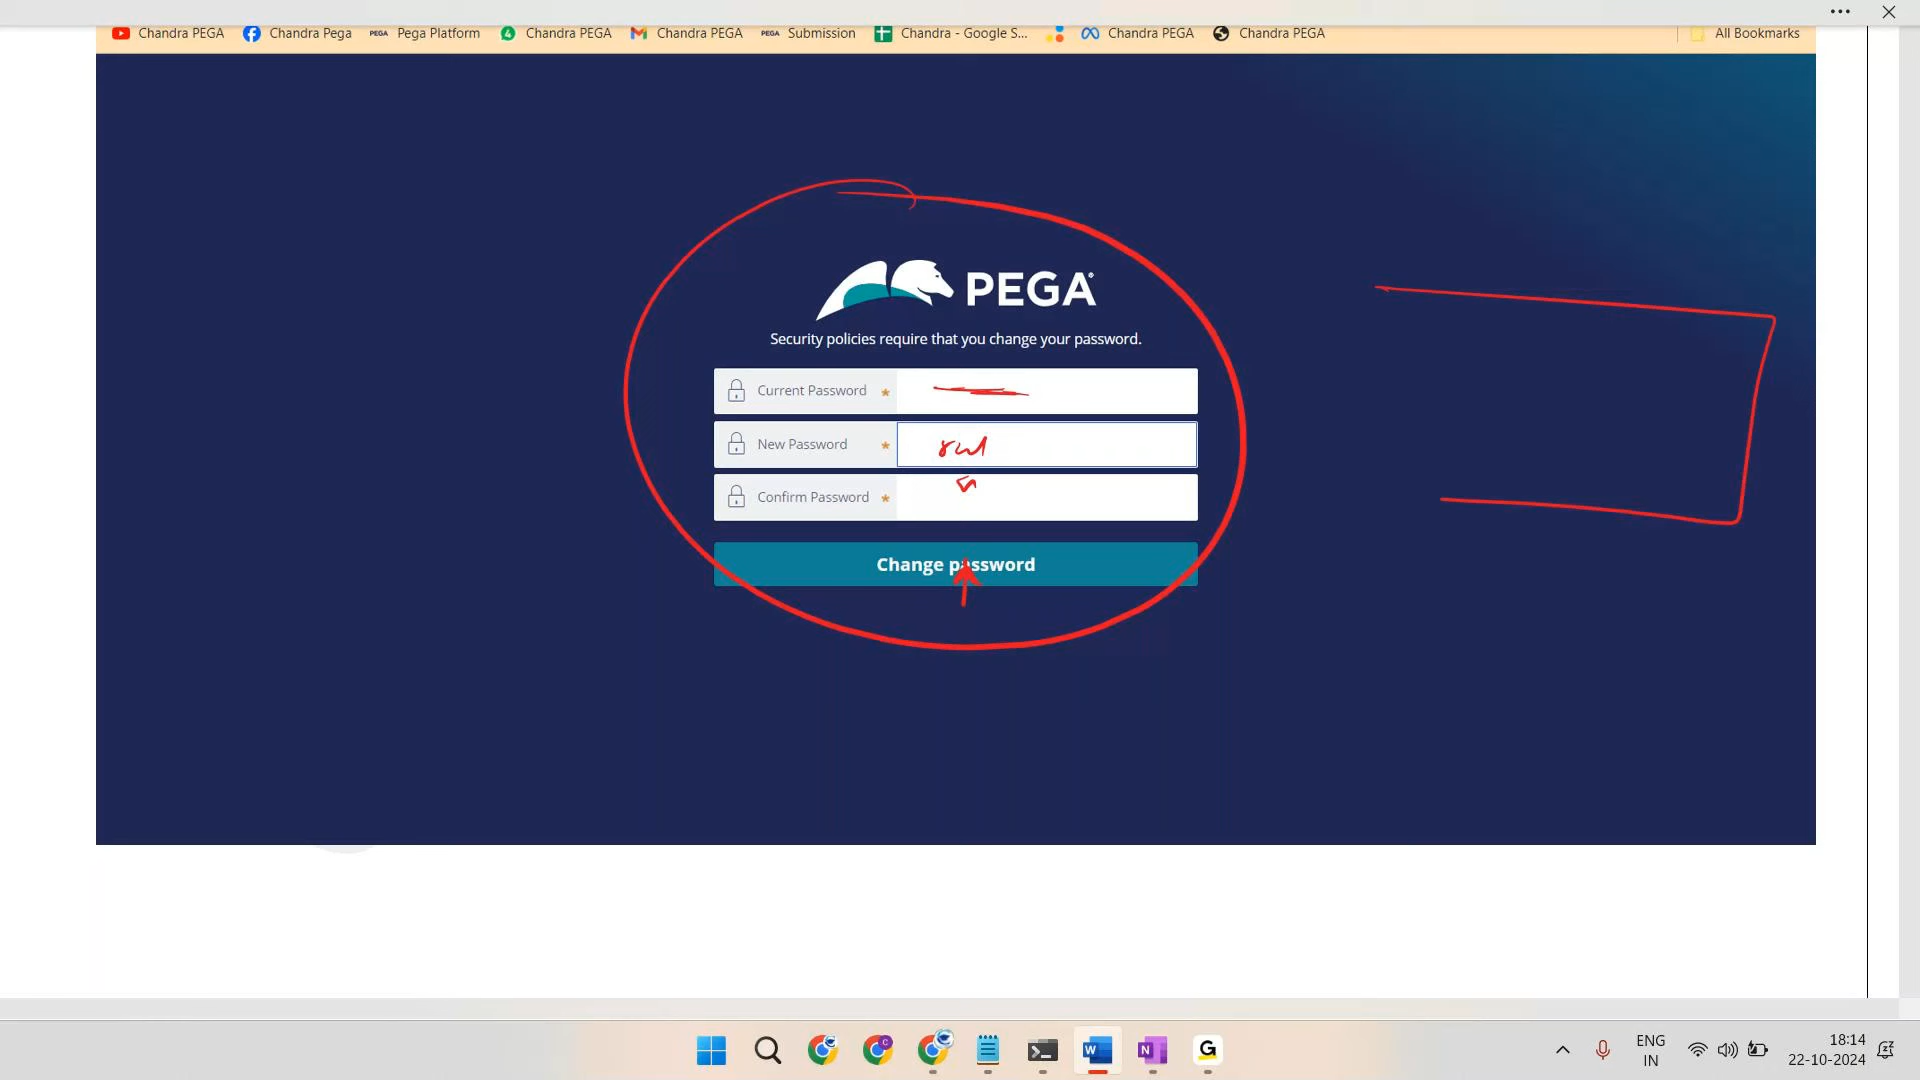 Chandra PEGA Chandra Pega PEGA Pega Platform Chandra PEGA Chandra PEGA PEGA Submission Chandra - Google S... Chandra PEGA Chandra PEGA All Bookmarks
PEGA
Security policies require that you change your password.
Current Password *
New Password *
Confirm Password *
Change password
ENG
IN
18:14
22-10-2024